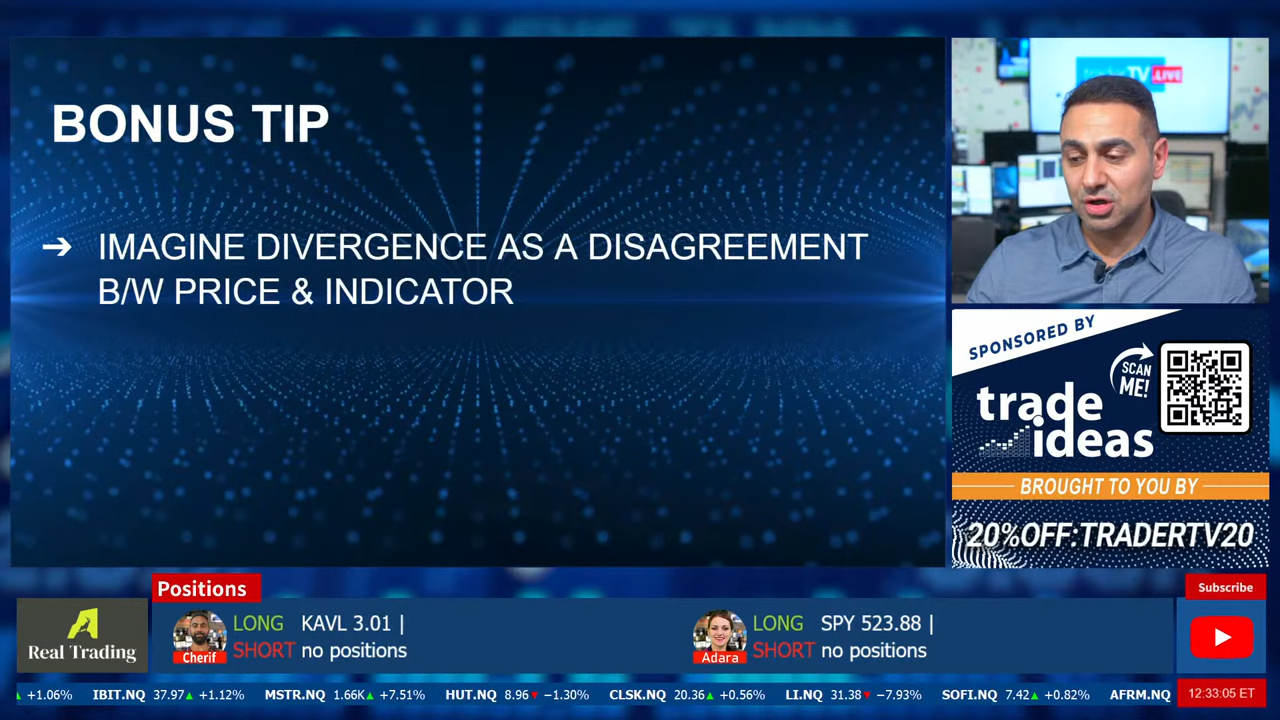 BONUS TIP
➔ IMAGINE DIVERGENCE AS A DISAGREEMENT
B/W PRICE & INDICATOR
TV .LIVE
SPONSORED BY
SCAN
ME!
trade
ideas
BROUGHT TO YOU BY
20%OFF:TRADERTV20
Positions
Subscribe
Real Trading
Cherif
LONG KAVL 3.01 |
SHORT no positions
Adara
LONG SPY 523.88 |
SHORT no positions
▲ +1.06% IBIT.NQ 37.97▲ +1.12% MSTR.NQ 1.66K▲ +7.51% HUT.NQ 8.96▼ −1.30% CLSK.NQ 20.36▲ +0.56% LI.NQ 31.38▼ −7.93% SOFI.NQ 7.42▲ +0.82% AFRM.NQ
12:33:05 ET